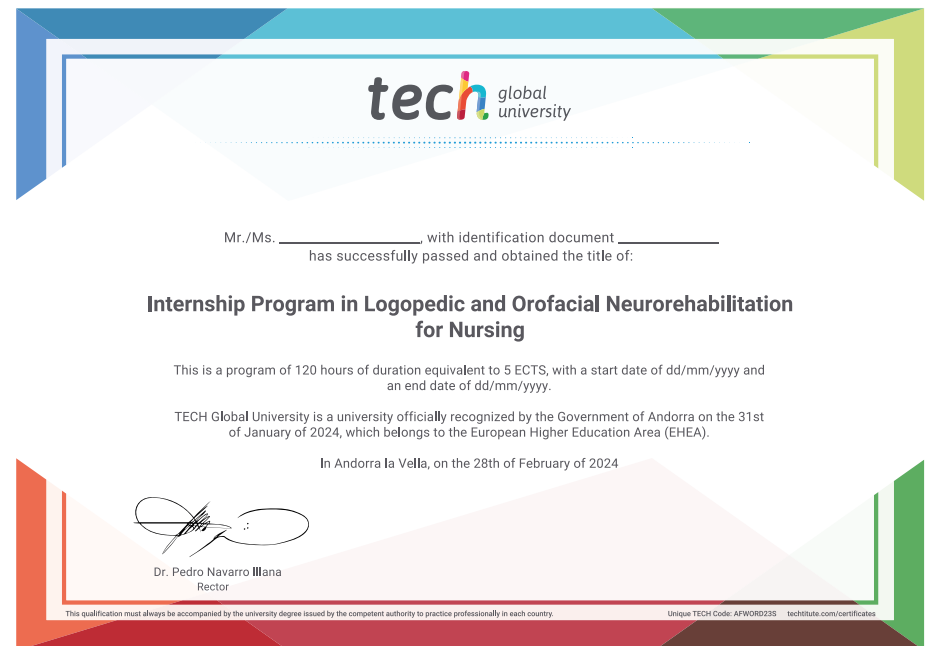 tech global
university
Mr./Ms. ____________________, with identification document ______________
has successfully passed and obtained the title of:
Internship Program in Logopedic and Orofacial Neurorehabilitation
for Nursing
This is a program of 120 hours of duration equivalent to 5 ECTS, with a start date of dd/mm/yyyy and
an end date of dd/mm/yyyy.
TECH Global University is a university officially recognized by the Government of Andorra on the 31st
of January of 2024, which belongs to the European Higher Education Area (EHEA).
In Andorra la Vella, on the 28th of February of 2024
Dr. Pedro Navarro Illana
Rector
This qualification must always be accompanied by the university degree issued by the competent authority to practice professionally in each country. Unique TECH Code: AFWORD23S techtitute.com/certificates